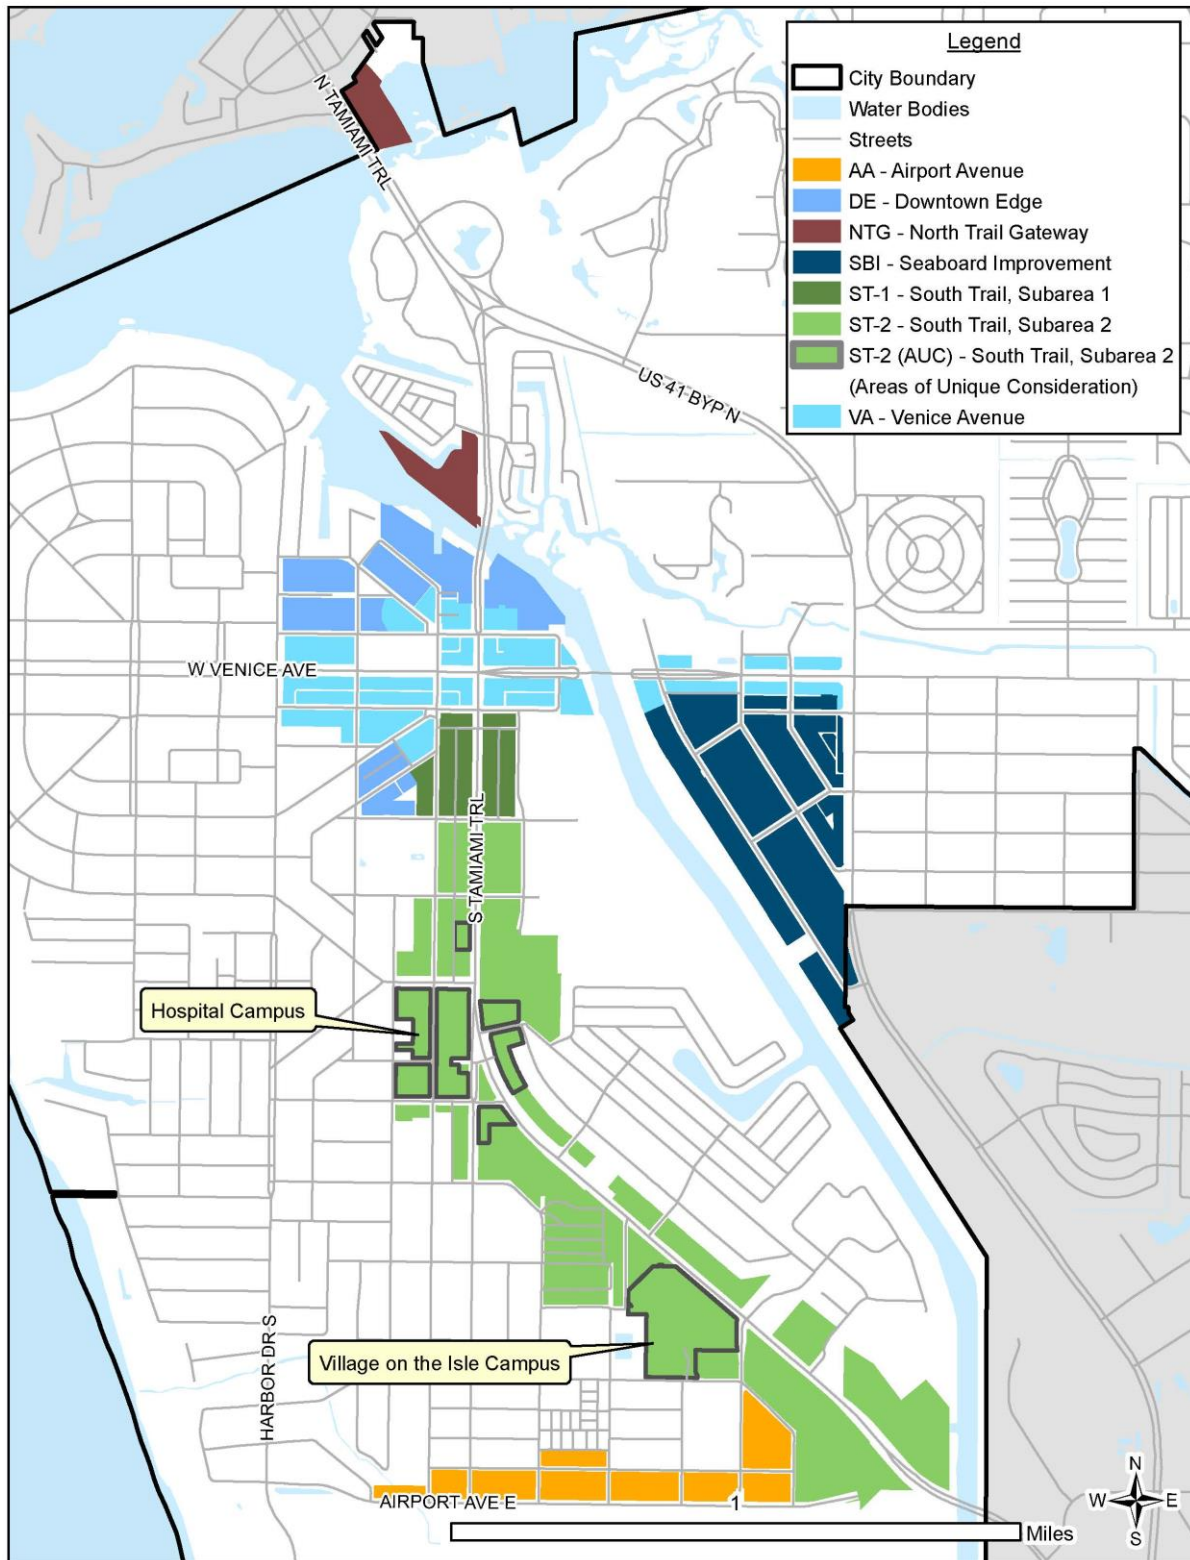 Legend
City Boundary
Water Bodies
Streets
AA - Airport Avenue
DE - Downtown Edge
NTG - North Trail Gateway
SBI - Seaboard Improvement
ST-1 - South Trail, Subarea 1
ST-2 - South Trail, Subarea 2
ST-2 (AUC) - South Trail, Subarea 2
(Areas of Unique Consideration)
VA - Venice Avenue
N TAMIAMI TRL
US 41 BYP N
W VENICE AVE
S TAMIAMI TRL
Hospital Campus
Village on the Isle Campus
HARBOR DR S
AIRPORT AVE E
1
Miles
N
W
E
S